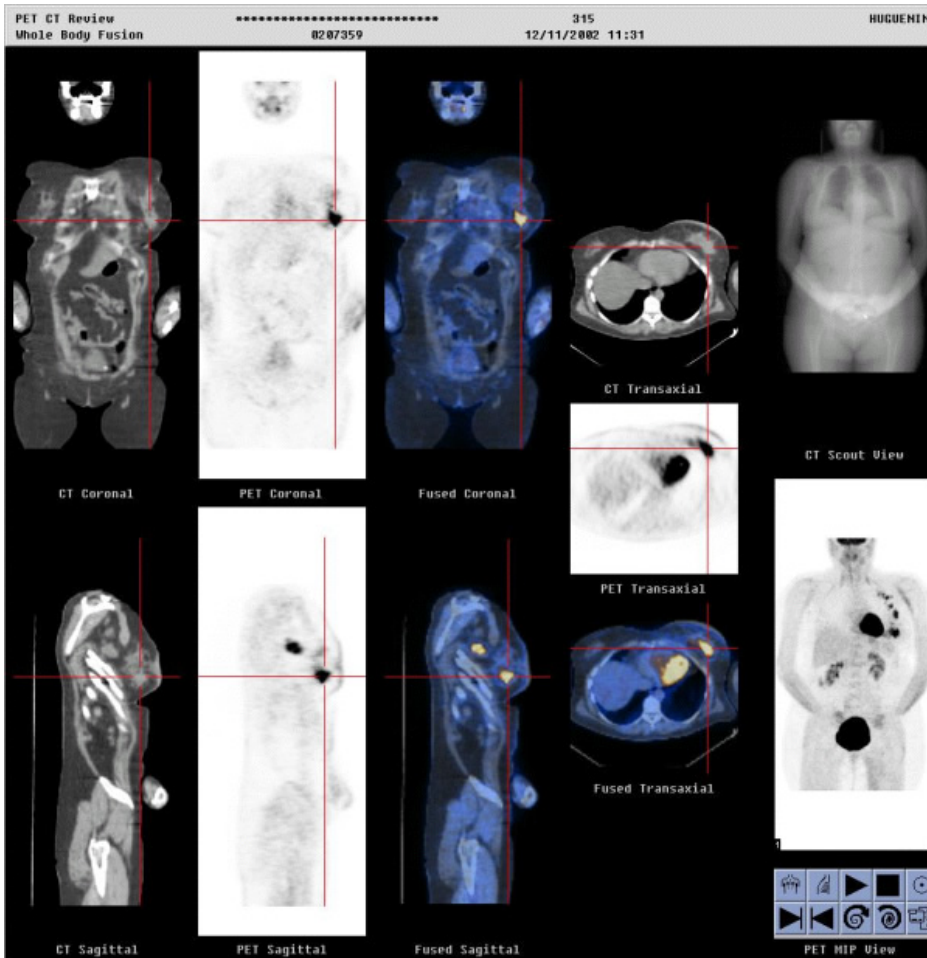 PET CT Review *************************** 315 HUGUENIN
Whole Body Fusion 0207359 12/11/2002 11:31
CT Transaxial
CT Scout View
CT Coronal PET Coronal Fused Coronal
PET Transaxial
Fused Transaxial
CT Sagittal PET Sagittal Fused Sagittal PET MIP View